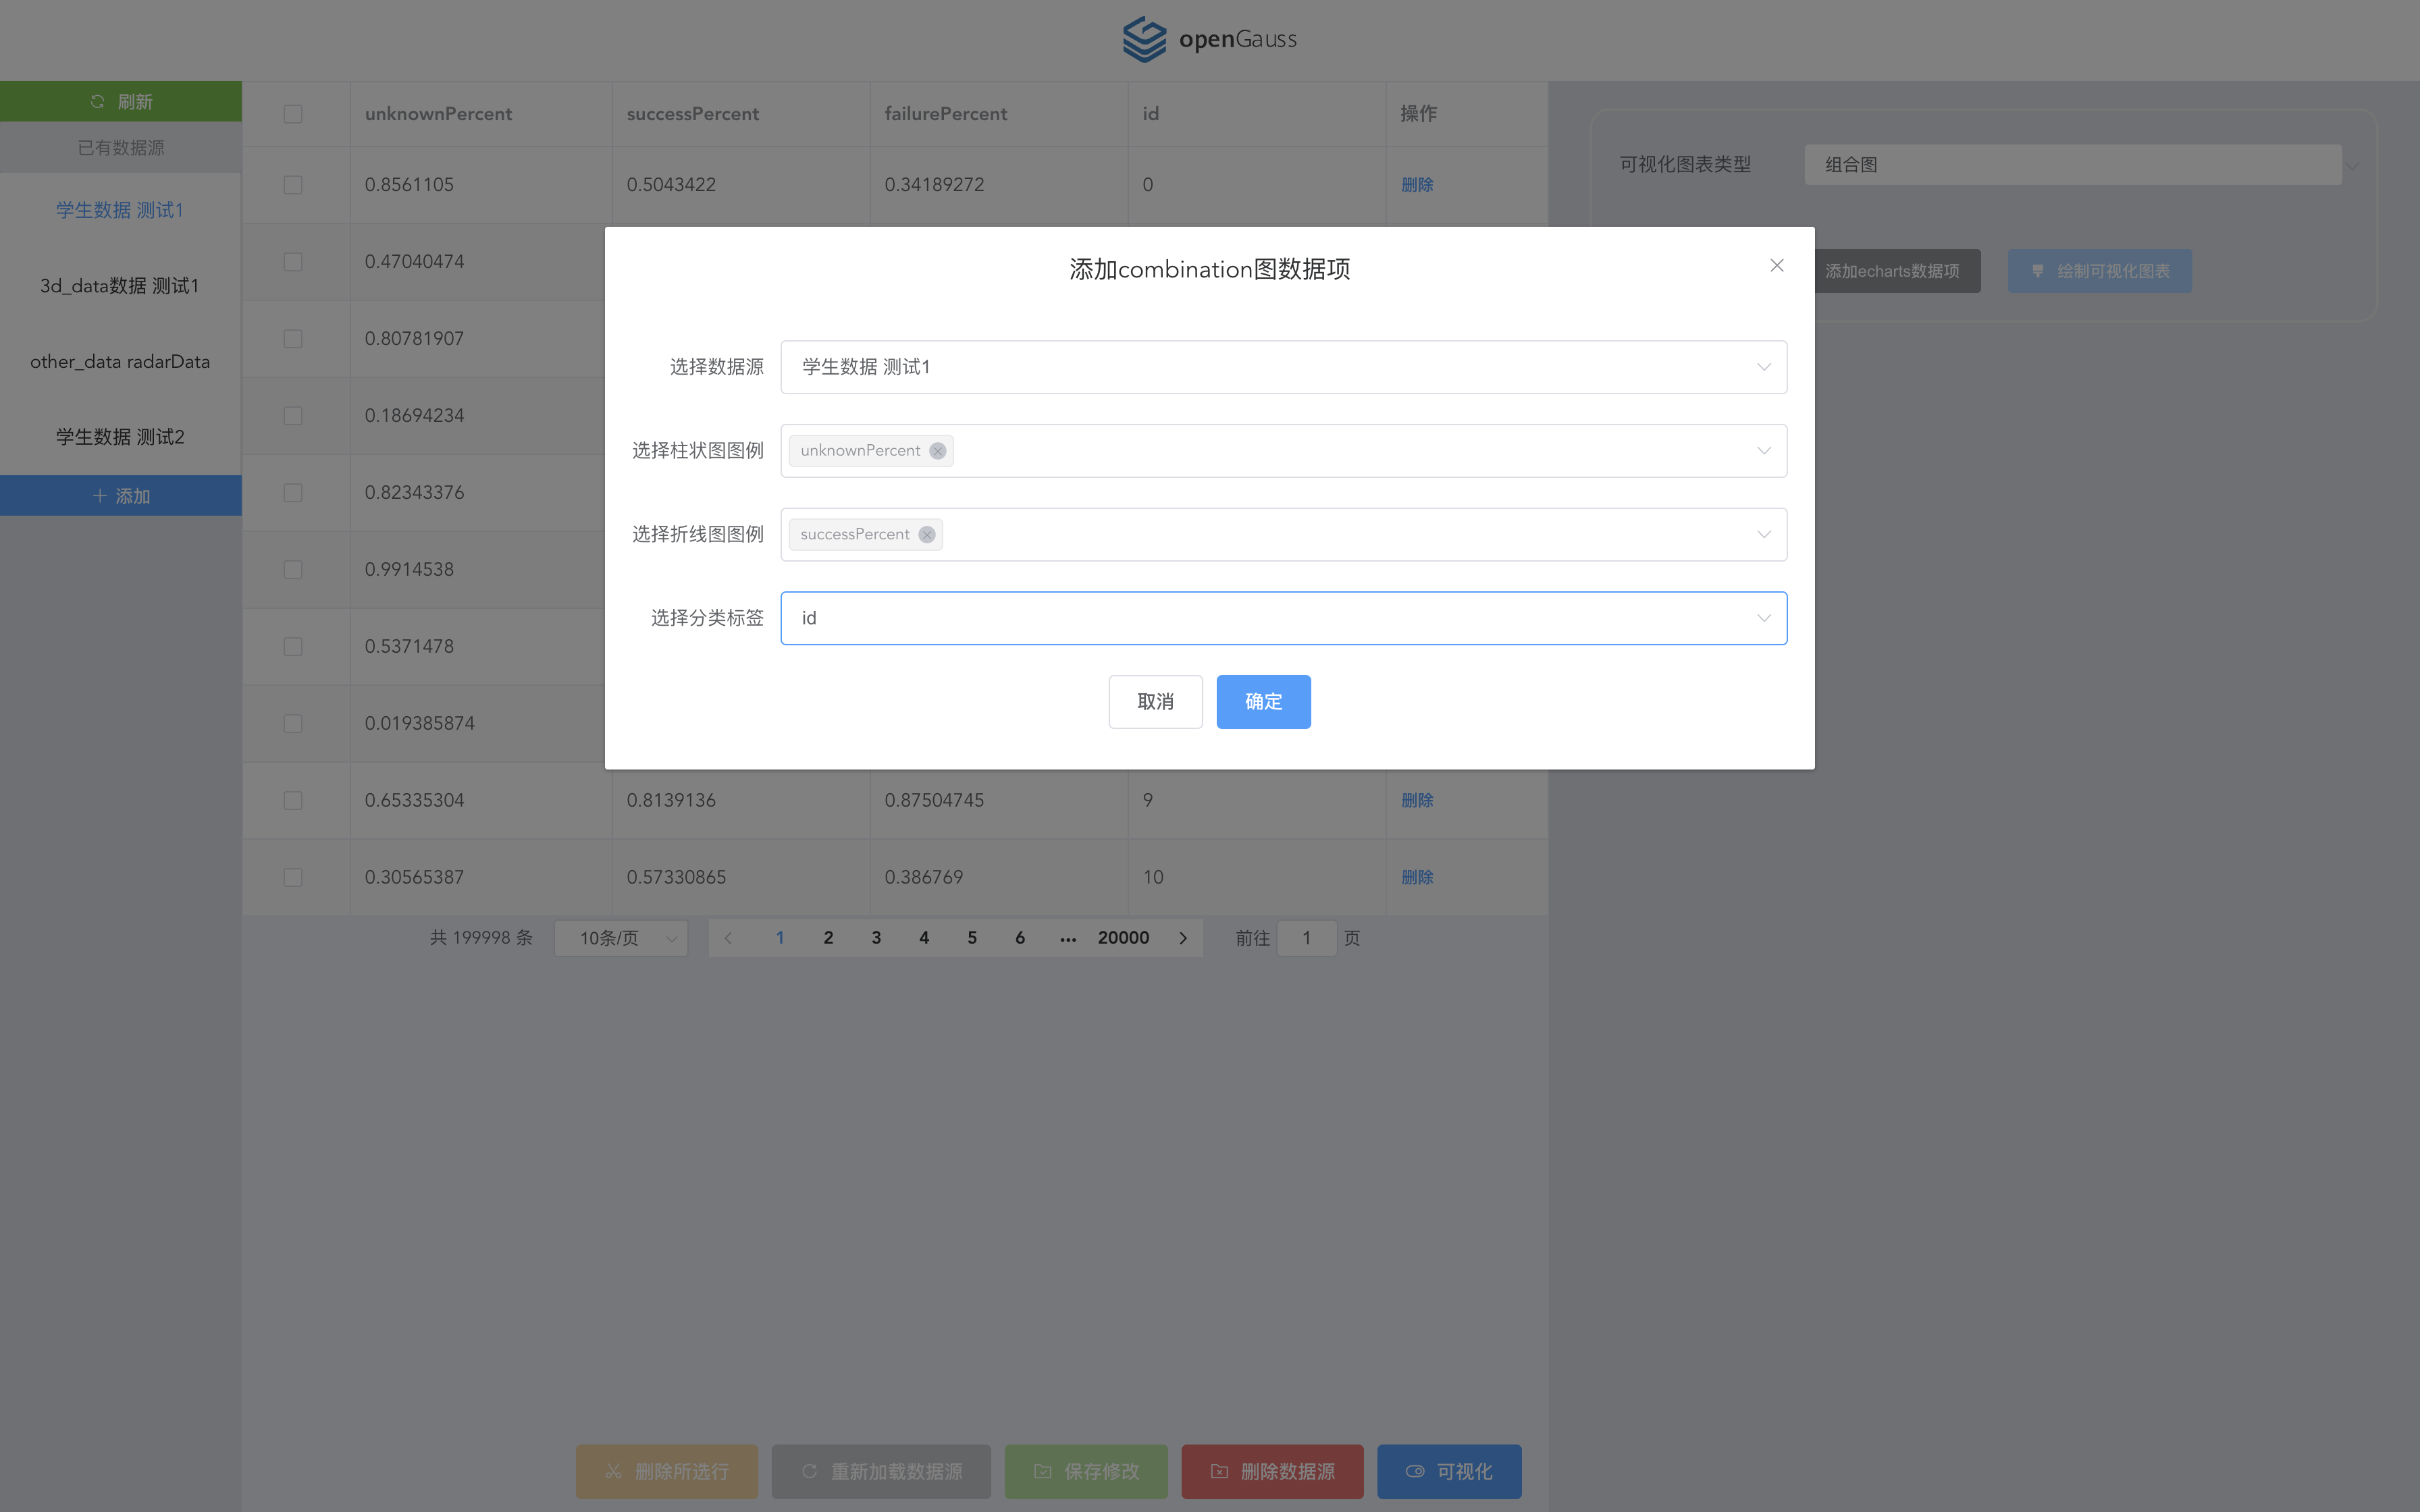 openGauss
刷新
已有数据源
学生数据 测试1
3d_data数据 测试1
other_data radarData
学生数据 测试2
添加
unknownPercent successPercent failurePercent id 操作
0.8561105 0.5043422 0.34189272 0 删除
0.47040474
0.80781907
0.18694234
0.82343376
0.9914538
0.5371478
0.019385874
0.65335304 0.8139136 0.87504745 9 删除
0.30565387 0.57330865 0.386769 10 删除
共 199998 条 10条/页 1 2 3 4 5 6 ... 20000 前往 1 页
可视化图表类型 组合图
添加echarts数据项 绘制可视化图表
添加combination图数据项
选择数据源 学生数据 测试1
选择柱状图图例 unknownPercent
选择折线图图例 successPercent
选择分类标签 id
取消 确定
删除所选行 重新加载数据源 保存修改 删除数据源 可视化